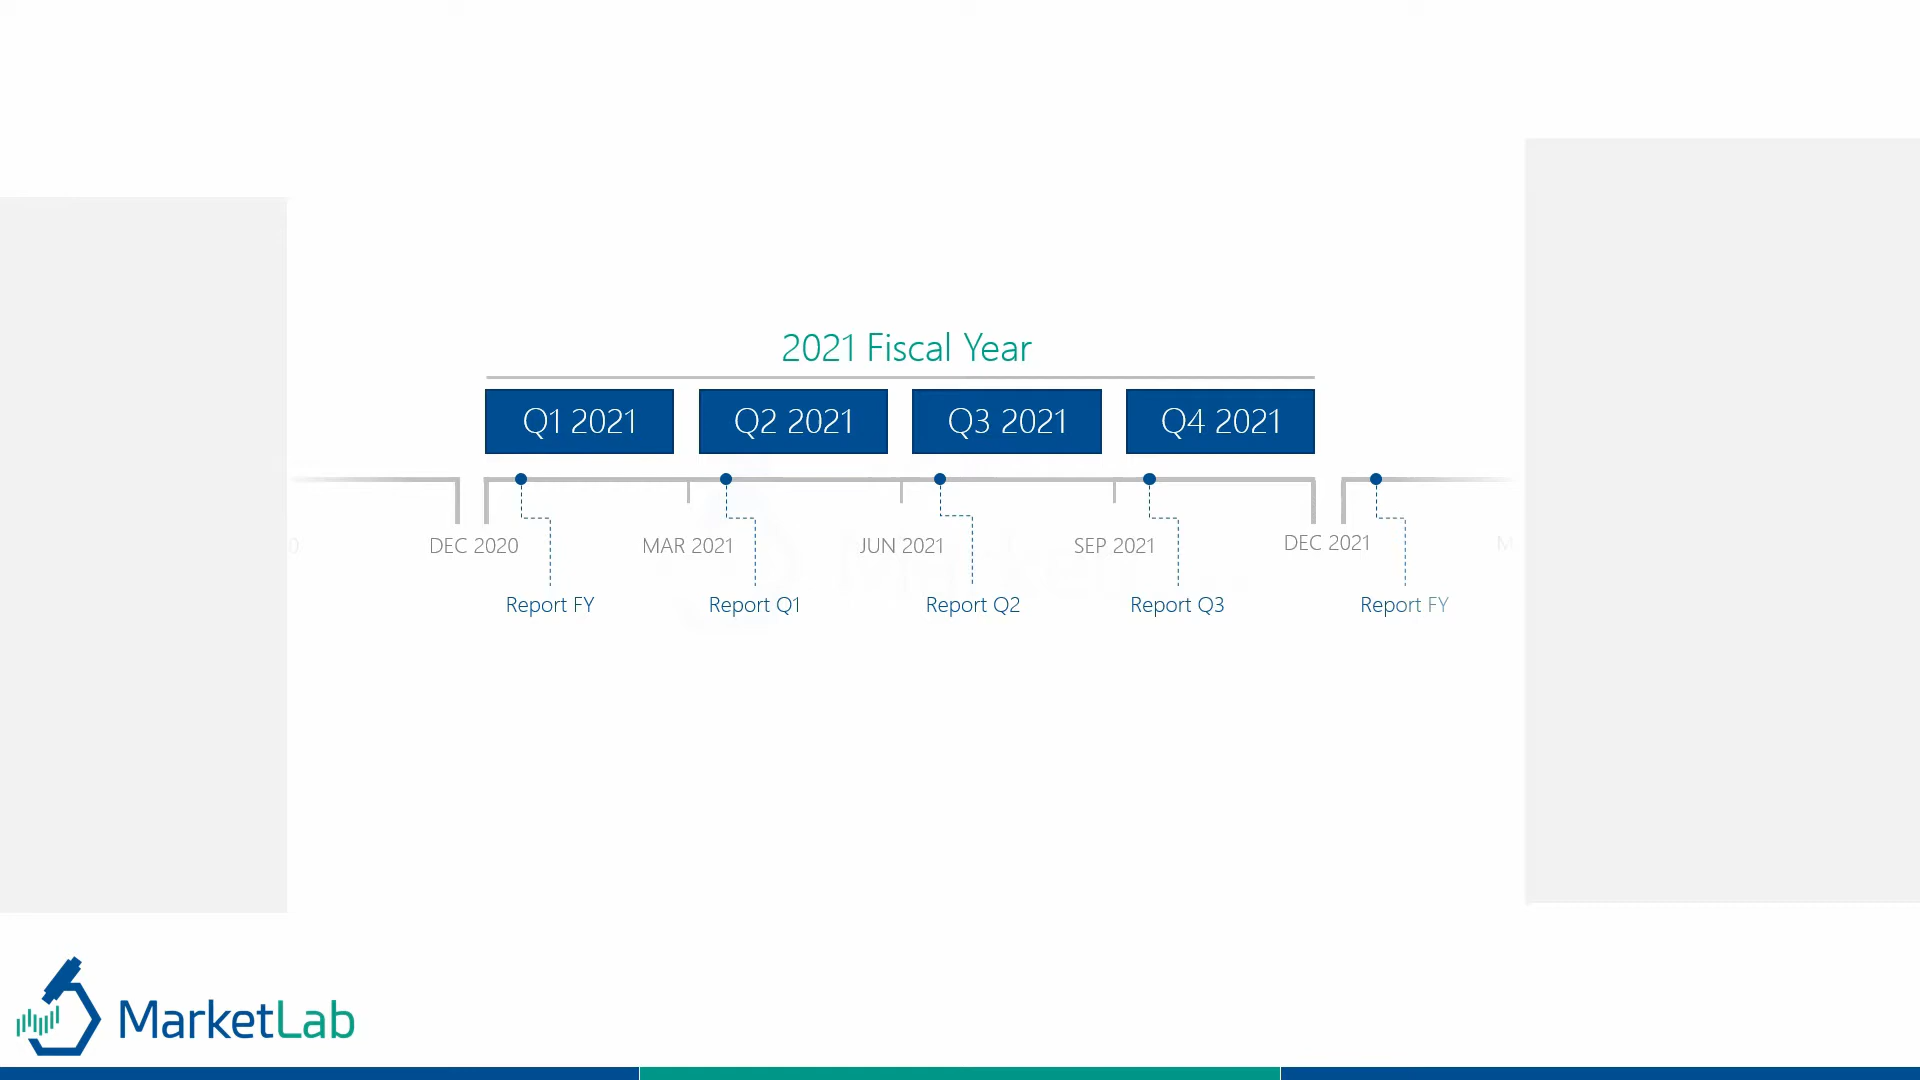 2021 Fiscal Year
Q1 2021 Q2 2021 Q3 2021 Q4 2021
DEC 2020 MAR 2021 JUN 2021 SEP 2021 DEC 2021
Report FY Report Q1 Report Q2 Report Q3 Report FY
MarketLab